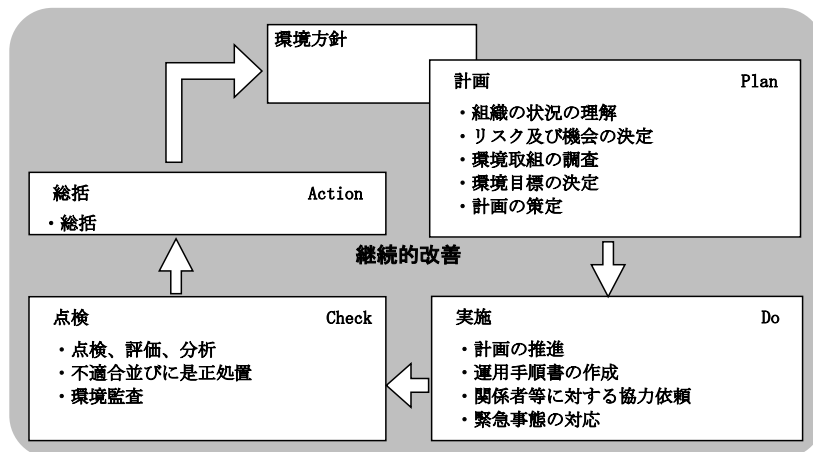 環境方針
計画 Plan
・組織の状況の理解
・リスク及び機会の決定
・環境取組の調査
・環境目標の決定
・計画の策定
総括 Action
・総括
継続的改善
点検 Check
・点検、評価、分析
・不適合並びに是正処置
・環境監査
実施 Do
・計画の推進
・運用手順書の作成
・関係者等に対する協力依頼
・緊急事態の対応